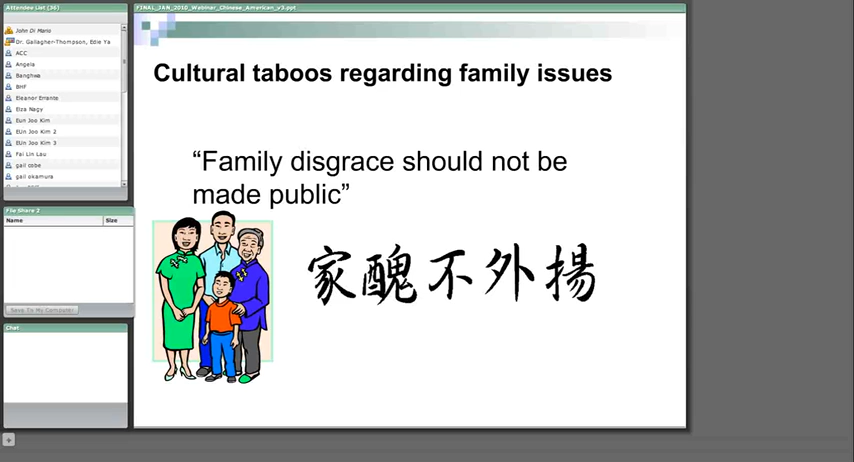 Attendee List (36)
John Di Mario
Dr. Gallagher-Thompson, Edie Ya
ACC
Angela
Banghwa
BHF
Eleanor Errante
Elza Nagy
Eun Joo Kim
EUn Joo Kim 2
EUn Joo Kim 3
Fai Lin Lau
gail cobe
gail okamura
File Share 2
Name Size
Save To My Computer
Chat
FINAL_JAN_2010_Webinar_Chinese_American_v3.ppt
Cultural taboos regarding family issues
“Family disgrace should not be
made public”
家醜不外揚